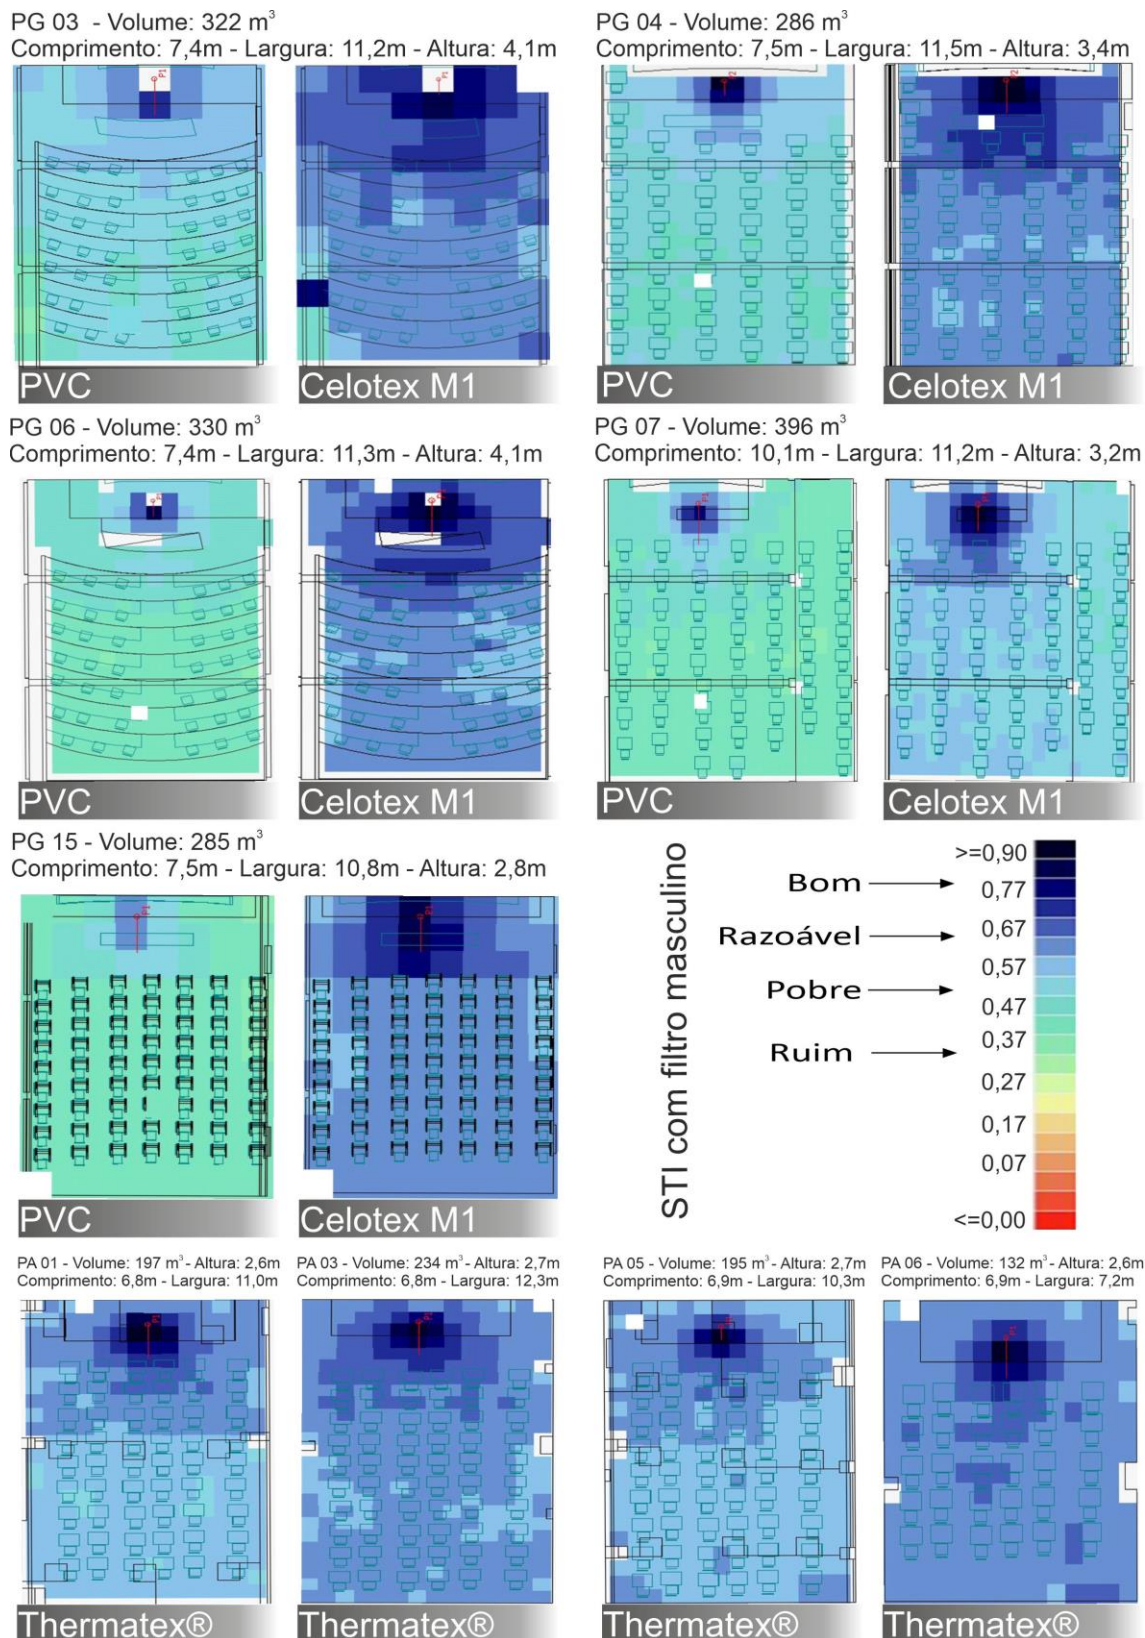 PG 03 - Volume: 322 m³
Comprimento: 7,4m - Largura: 11,2m - Altura: 4,1m
P1
P1
PVC
Celotex M1
PG 04 - Volume: 286 m³
Comprimento: 7,5m - Largura: 11,5m - Altura: 3,4m
P2
P2
PVC
Celotex M1
PG 06 - Volume: 330 m³
Comprimento: 7,4m - Largura: 11,3m - Altura: 4,1m
PVC
Celotex M1
PG 07 - Volume: 396 m³
Comprimento: 10,1m - Largura: 11,2m - Altura: 3,2m
P1
PVC
Celotex M1
PG 15 - Volume: 285 m³
Comprimento: 7,5m - Largura: 10,8m - Altura: 2,8m
P1
P1
PVC
Celotex M1
STI com filtro masculino
Bom
Razoável
Pobre
Ruim
>=0,90
0,77
0,67
0,57
0,47
0,37
0,27
0,17
0,07
<=0,00
PA 01 - Volume: 197 m³ - Altura: 2,6m
Comprimento: 6,8m - Largura: 11,0m
P1
Thermatex®
PA 03 - Volume: 234 m³ - Altura: 2,7m
Comprimento: 6,8m - Largura: 12,3m
Thermatex®
PA 05 - Volume: 195 m³ - Altura: 2,7m
Comprimento: 6,9m - Largura: 10,3m
Thermatex®
PA 06 - Volume: 132 m³ - Altura: 2,6m
Comprimento: 6,9m - Largura: 7,2m
P1
Thermatex®